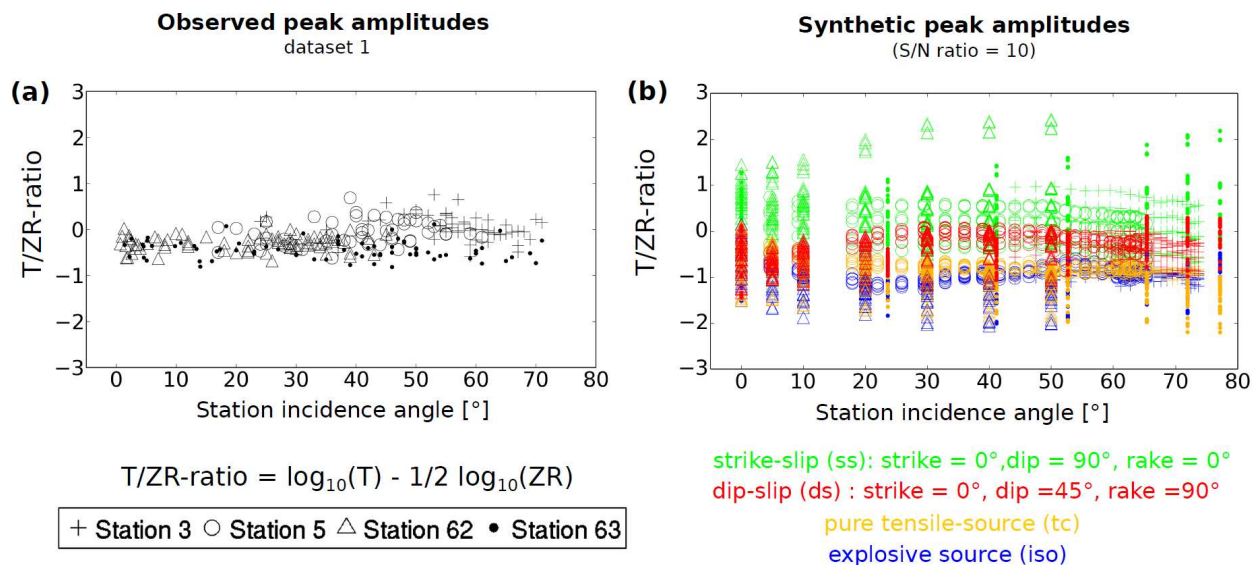 Observed peak amplitudes
dataset 1
(a)
3
2
1
0
−1
−2
−3
T/ZR-ratio
0 10 20 30 40 50 60 70 80
Station incidence angle [°]
T/ZR-ratio = log₁₀(T) - 1/2 log₁₀(ZR)
Station 3 Station 5 Station 62 Station 63
Synthetic peak amplitudes
(S/N ratio = 10)
(b)
3
2
1
0
−1
−2
−3
T/ZR-ratio
0 10 20 30 40 50 60 70 80
Station incidence angle [°]
strike-slip (ss): strike = 0°,dip = 90°, rake = 0°
dip-slip (ds) : strike = 0°, dip =45°, rake =90°
pure tensile-source (tc)
explosive source (iso)